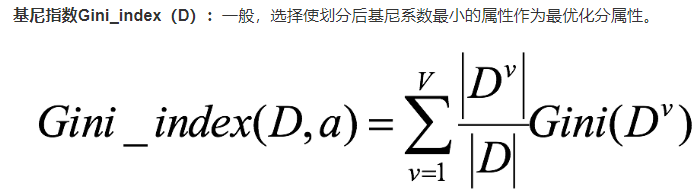 基尼指数Gini_index（D）：一般，选择使划分后基尼系数最小的属性作为最优化分属性。
Gini_index(D,a) = \sum_{v=1}^{V} \frac{|D^v|}{|D|} Gini(D^v)